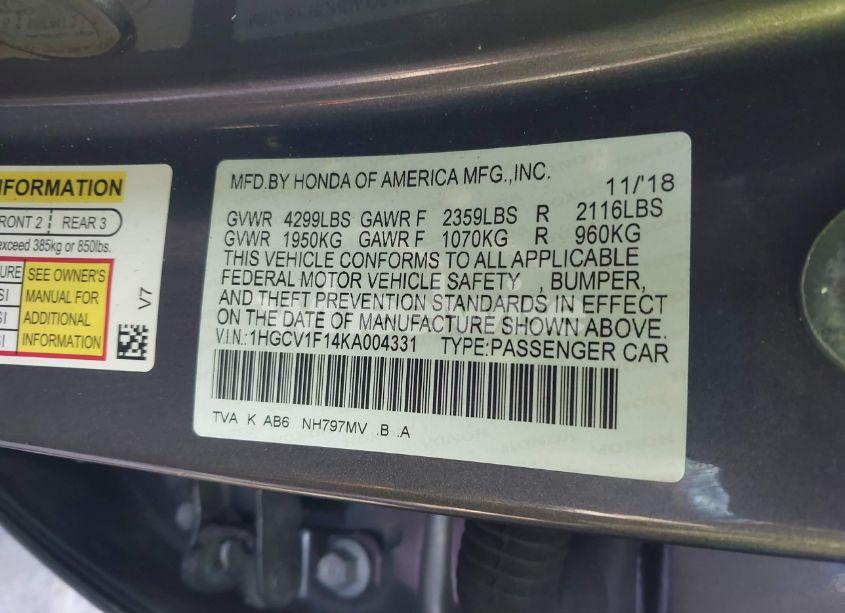 INFORMATION
FRONT 2 REAR 3
exceed 385kg or 850lbs.
SEE OWNER'S
MANUAL FOR
ADDITIONAL
INFORMATION
V7
MFD.BY HONDA OF AMERICA MFG.,INC. 11/'18
GVWR 4299LBS GAWR F 2359LBS R 2116LBS
GVWR 1950KG GAWR F 1070KG R 960KG
THIS VEHICLE CONFORMS TO ALL APPLICABLE
FEDERAL MOTOR VEHICLE SAFETY , BUMPER,
AND THEFT PREVENTION STANDARDS IN EFFECT
ON THE DATE OF MANUFACTURE SHOWN ABOVE.
V.I.N.:1HGCV1F14KA004331 TYPE:PASSENGER CAR
TVA K AB6 NH797MV .B .A